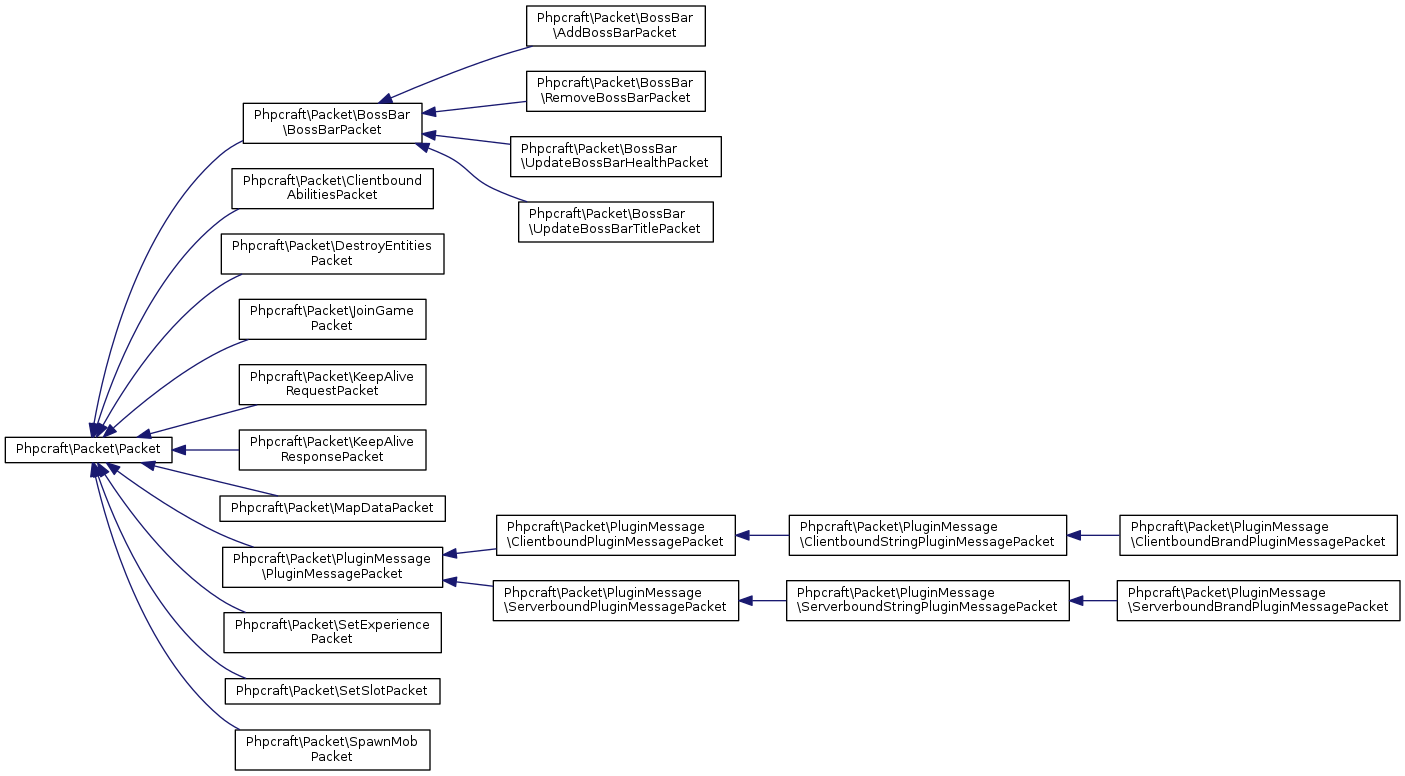 Phpcraft\Packet\BossBar
\AddBossBarPacket
Phpcraft\Packet\BossBar
\RemoveBossBarPacket
Phpcraft\Packet\BossBar
\BossBarPacket
Phpcraft\Packet\BossBar
\UpdateBossBarHealthPacket
Phpcraft\Packet\Clientbound
AbilitiesPacket
Phpcraft\Packet\BossBar
\UpdateBossBarTitlePacket
Phpcraft\Packet\DestroyEntities
Packet
Phpcraft\Packet\JoinGame
Packet
Phpcraft\Packet\KeepAlive
RequestPacket
Phpcraft\Packet\Packet
Phpcraft\Packet\KeepAlive
ResponsePacket
Phpcraft\Packet\MapDataPacket
Phpcraft\Packet\PluginMessage
\PluginMessagePacket
Phpcraft\Packet\PluginMessage
\ClientboundPluginMessagePacket
Phpcraft\Packet\PluginMessage
\ClientboundStringPluginMessagePacket
Phpcraft\Packet\PluginMessage
\ClientboundBrandPluginMessagePacket
Phpcraft\Packet\PluginMessage
\ServerboundPluginMessagePacket
Phpcraft\Packet\PluginMessage
\ServerboundStringPluginMessagePacket
Phpcraft\Packet\PluginMessage
\ServerboundBrandPluginMessagePacket
Phpcraft\Packet\SetExperience
Packet
Phpcraft\Packet\SetSlotPacket
Phpcraft\Packet\SpawnMob
Packet